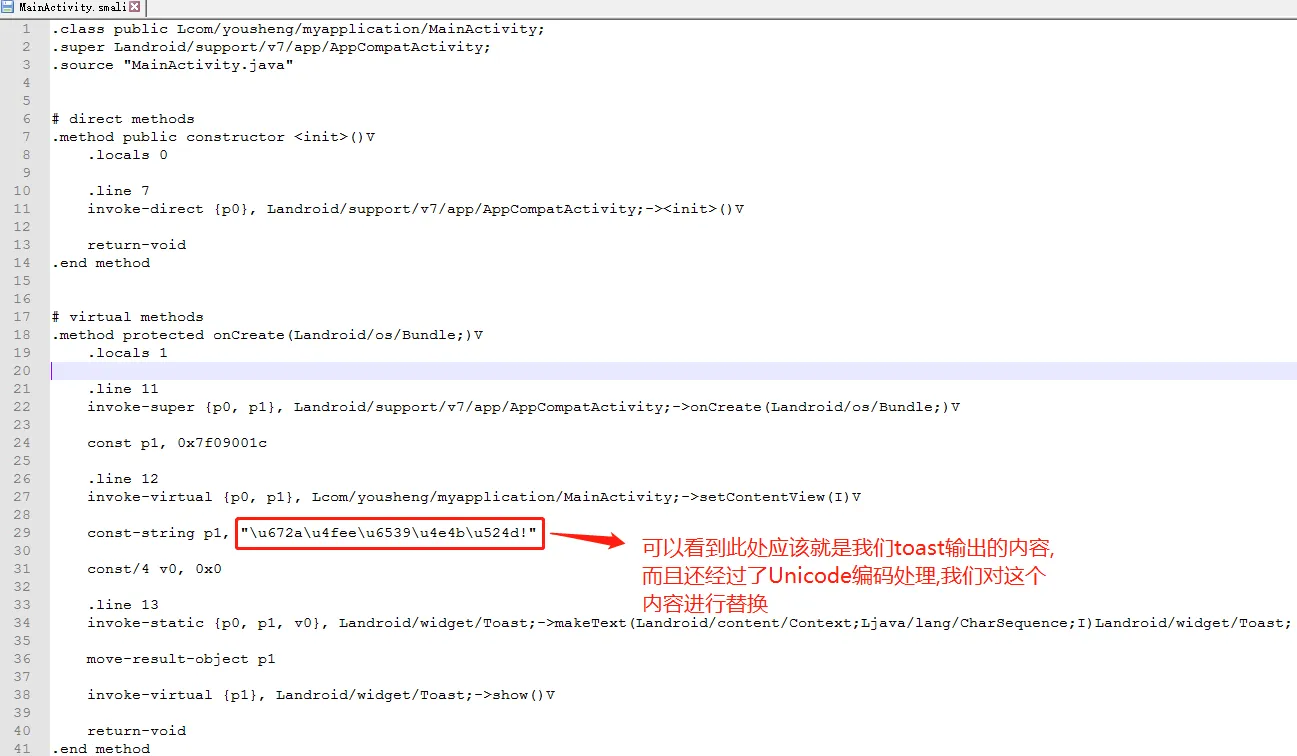 MainActivity.smali
1 .class public Lcom/yousheng/myapplication/MainActivity;
2 .super Landroid/support/v7/app/AppCompatActivity;
3 .source "MainActivity.java"
4
5
6 # direct methods
7 .method public constructor <init>()V
8 .locals 0
9
10 .line 7
11 invoke-direct {p0}, Landroid/support/v7/app/AppCompatActivity;-><init>()V
12
13 return-void
14 .end method
15
16
17 # virtual methods
18 .method protected onCreate(Landroid/os/Bundle;)V
19 .locals 1
20
21 .line 11
22 invoke-super {p0, p1}, Landroid/support/v7/app/AppCompatActivity;->onCreate(Landroid/os/Bundle;)V
23
24 const p1, 0x7f09001c
25
26 .line 12
27 invoke-virtual {p0, p1}, Lcom/yousheng/myapplication/MainActivity;->setContentView(I)V
28
29 const-string p1, "\u672a\u4fee\u6539\u4e4b\u524d!"
可以看到此处应该就是我们toast输出的内容,
而且还经过了Unicode编码处理,我们对这个
内容进行替换
30
31 const/4 v0, 0x0
32
33 .line 13
34 invoke-static {p0, p1, v0}, Landroid/widget/Toast;->makeText(Landroid/content/Context;Ljava/lang/CharSequence;I)Landroid/widget/Toast;
35
36 move-result-object p1
37
38 invoke-virtual {p1}, Landroid/widget/Toast;->show()V
39
40 return-void
41 .end method